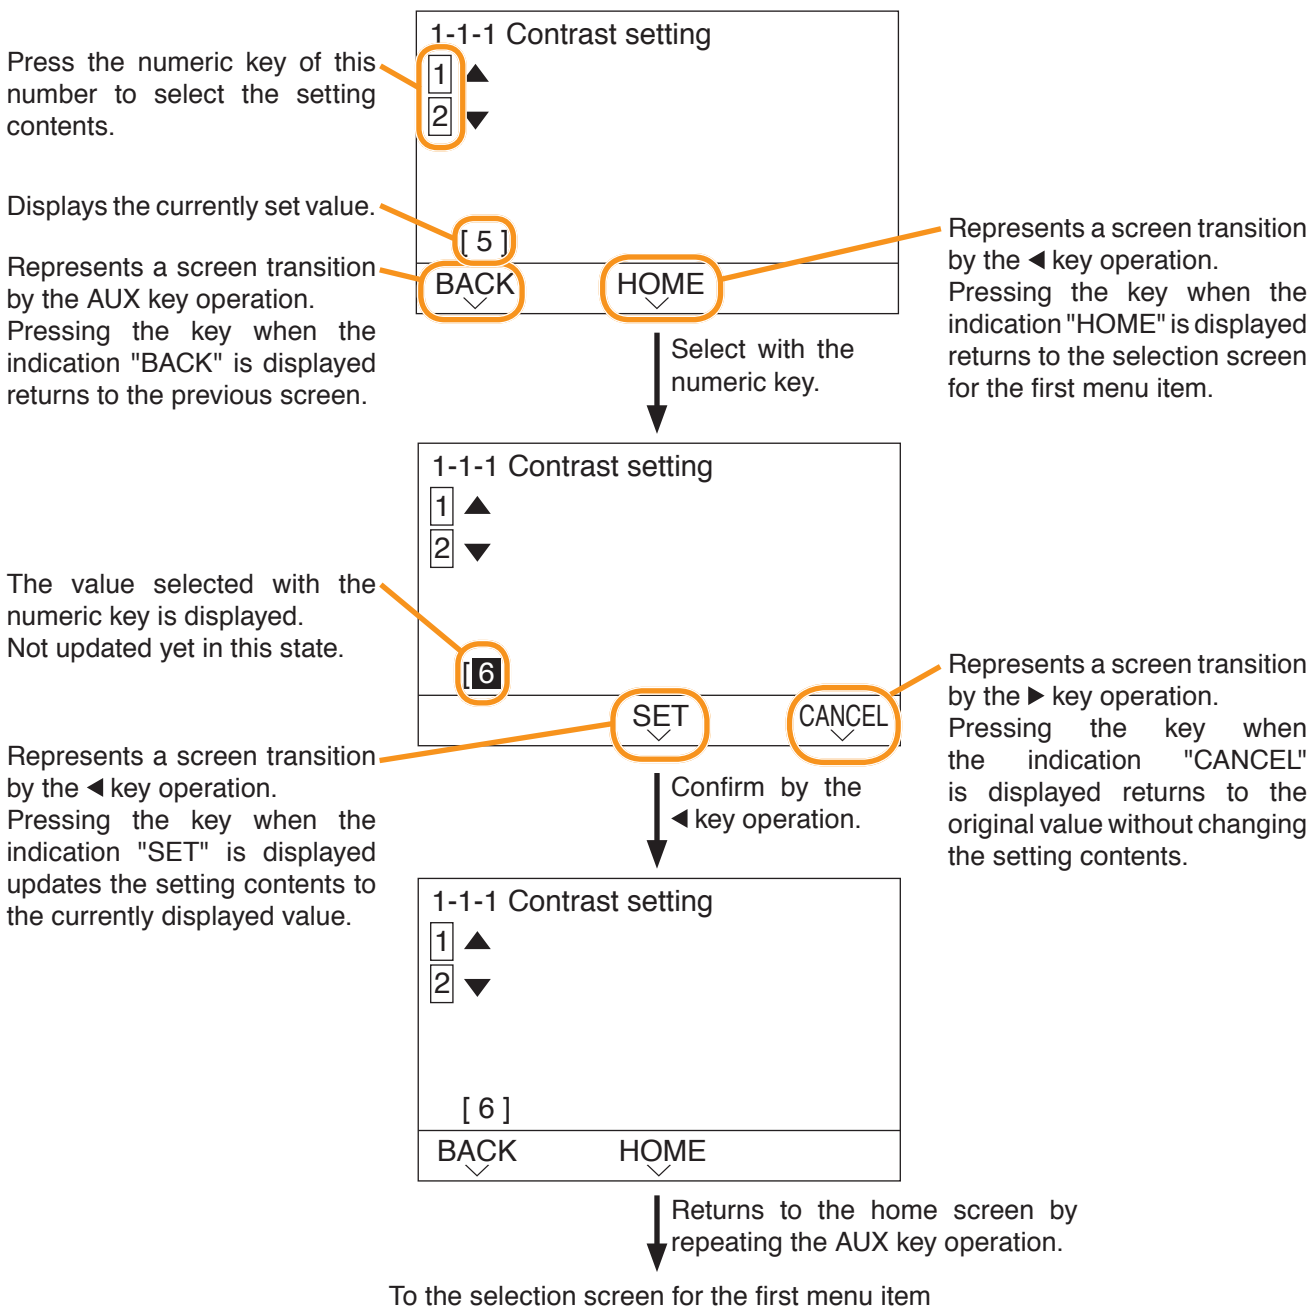 1-1-1 Contrast setting
Press the numeric key of this
number to select the setting
contents.
1 ▲
2 ▼
Displays the currently set value.
[ 5 ]
Represents a screen transition
by the AUX key operation.
Pressing the key when the
indication "BACK" is displayed
returns to the previous screen.
BACK HOME
Represents a screen transition
by the ◀ key operation.
Pressing the key when the
indication "HOME" is displayed
returns to the selection screen
for the first menu item.
Select with the
numeric key.
1-1-1 Contrast setting
1 ▲
2 ▼
The value selected with the
numeric key is displayed.
Not updated yet in this state.
[ 6
SET CANCEL
Represents a screen transition
by the ◀ key operation.
Pressing the key when the
indication "SET" is displayed
updates the setting contents to
the currently displayed value.
Represents a screen transition
by the ▶ key operation.
Pressing the key when
the indication "CANCEL"
is displayed returns to the
original value without changing
the setting contents.
Confirm by the
◀ key operation.
1-1-1 Contrast setting
1 ▲
2 ▼
[ 6 ]
BACK HOME
Returns to the home screen by
repeating the AUX key operation.
To the selection screen for the first menu item